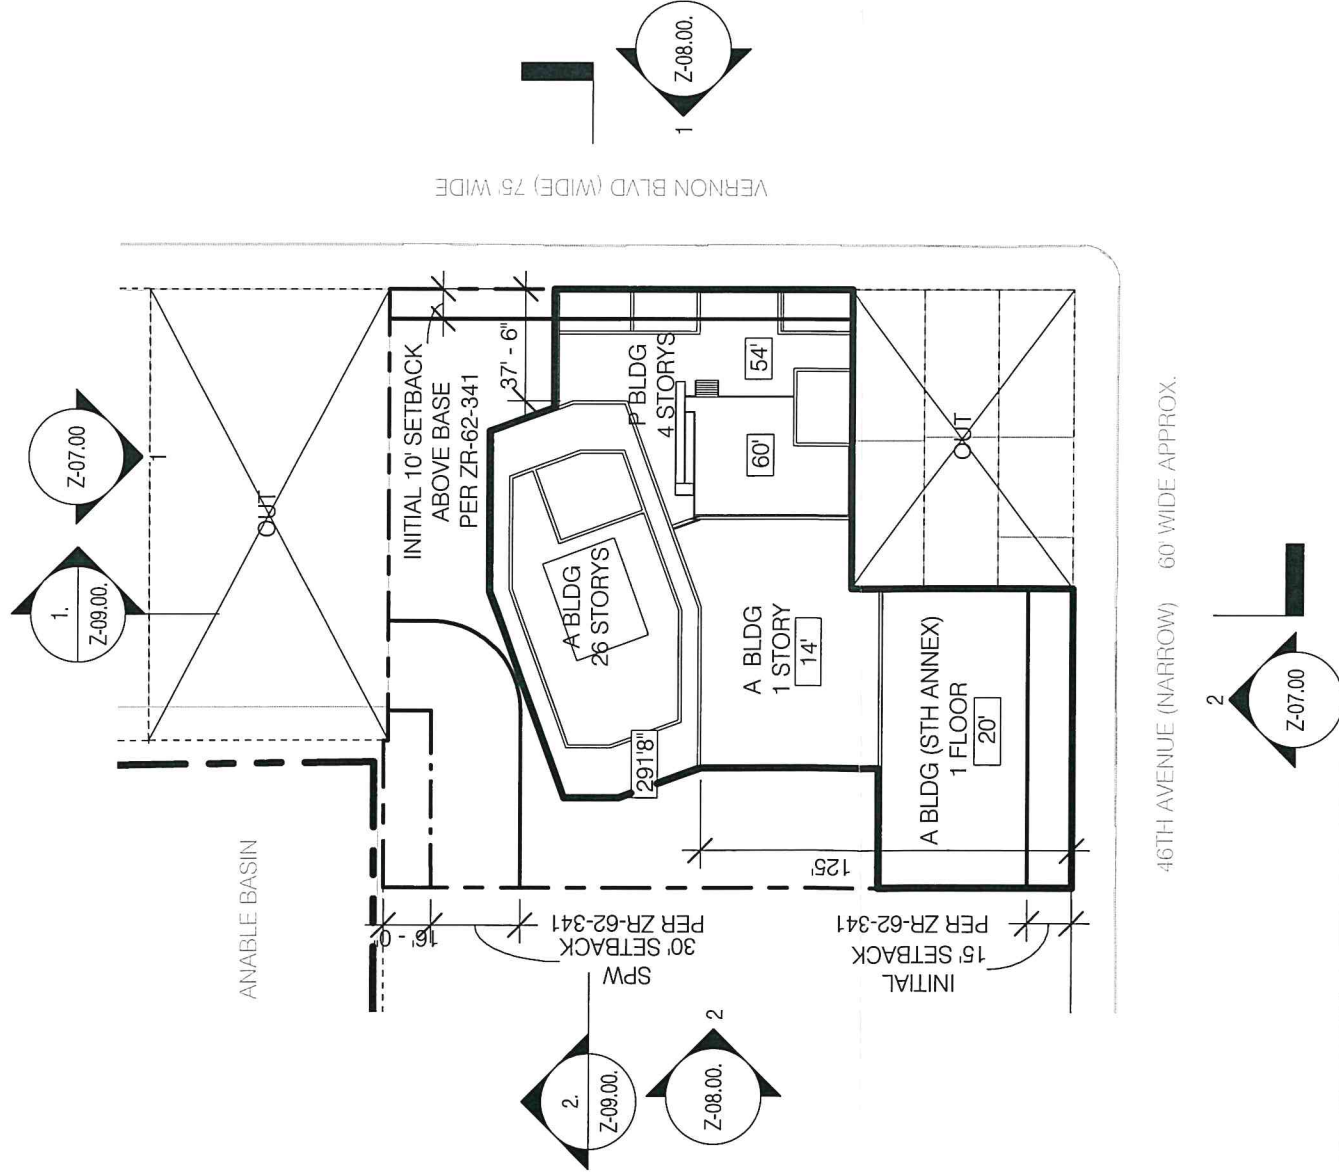 Z-08.00.
1
VERNON BLVD (WIDE) 75' WIDE
Z-07.00
1
1.
Z-09.00.
OUT
INITIAL 10' SETBACK
ABOVE BASE
PER ZR-62-341
37' - 6"
P BLDG
4 STORYS
54'
60'
A BLDG
26 STORYS
291'8"
A BLDG
1 STORY
14'
OUT
A BLDG (STH ANNEX)
1 FLOOR
20'
125'
ANABLE BASIN
16' - 0"
SPW
30' SETBACK
PER ZR-62-341
INITIAL
15' SETBACK
PER ZR-62-341
46TH AVENUE (NARROW) 60' WIDE APPROX.
2
Z-07.00
2.
Z-09.00.
2
Z-08.00.